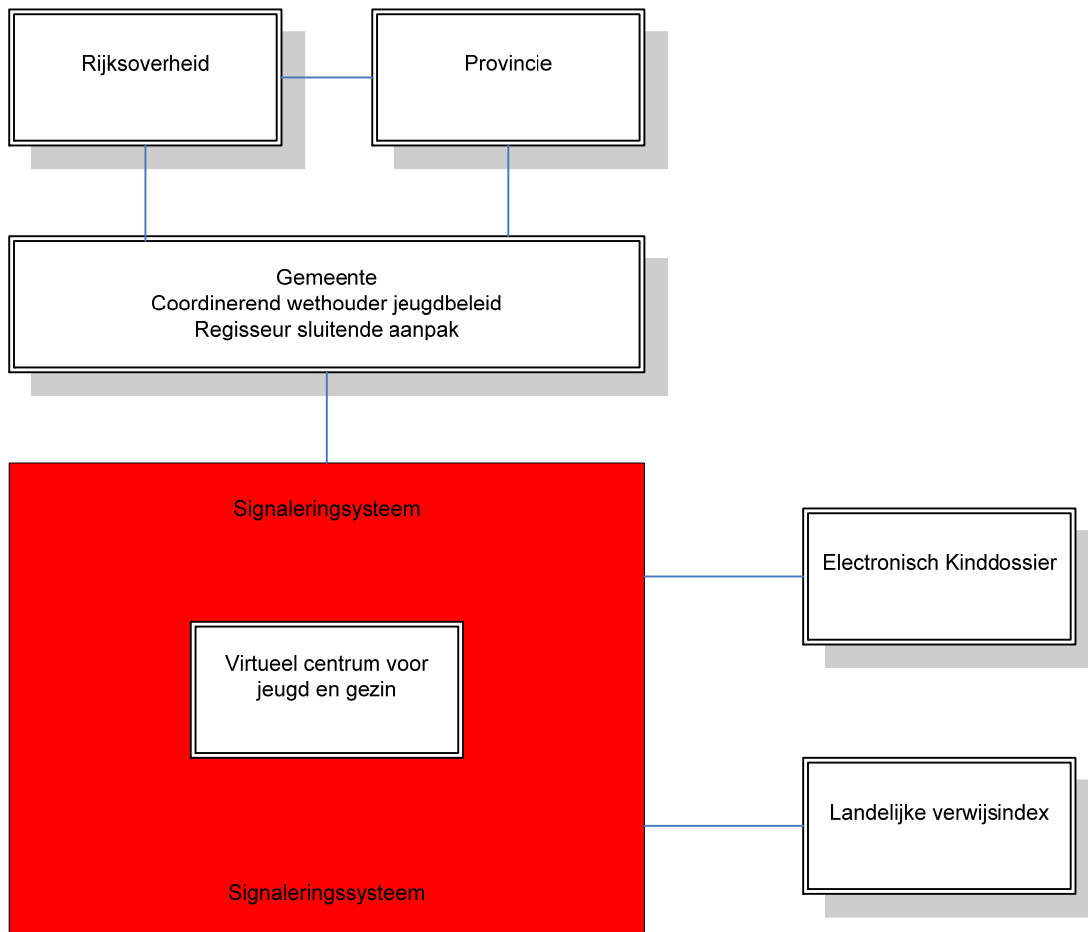 Rijksoverheid
Provincie
Gemeente
Coordinerend wethouder jeugdbeleid
Regisseur sluitende aanpak
Signaleringsysteem
Electronisch Kinddossier
Virtueel centrum voor
jeugd en gezin
Landelijke verwijsindex
Signaleringssysteem